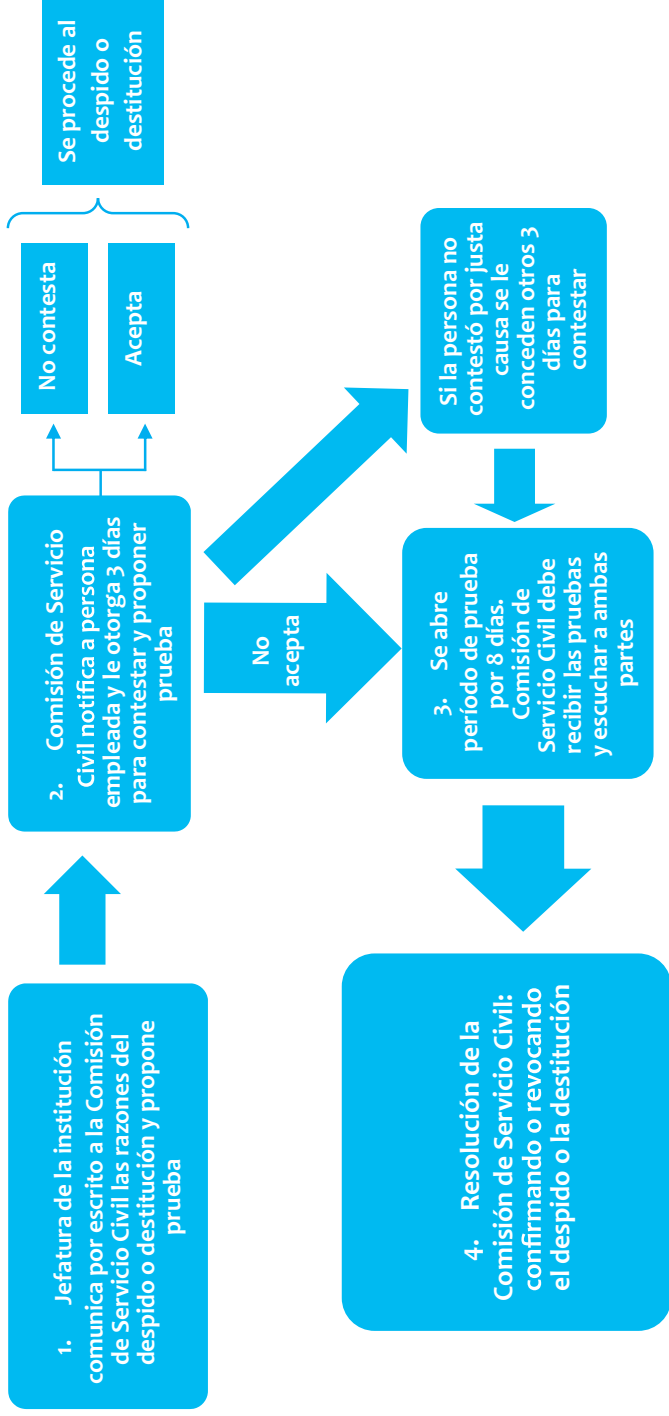 1. Jefatura de la institución
comunica por escrito a la Comisión
de Servicio Civil las razones del
despido o destitución y propone
prueba
2. Comisión de Servicio
Civil notifica a persona
empleada y le otorga 3 días
para contestar y proponer
prueba
No contesta
Acepta
Se procede al
despido o
destitución
No
acepta
Si la persona no
contestó por justa
causa se le
conceden otros 3
días para
contestar
3. Se abre
período de prueba
por 8 días.
Comisión de
Servicio Civil debe
recibir las pruebas
y escuchar a ambas
partes
4. Resolución de la
Comisión de Servicio Civil:
confirmando o revocando
el despido o la destitución